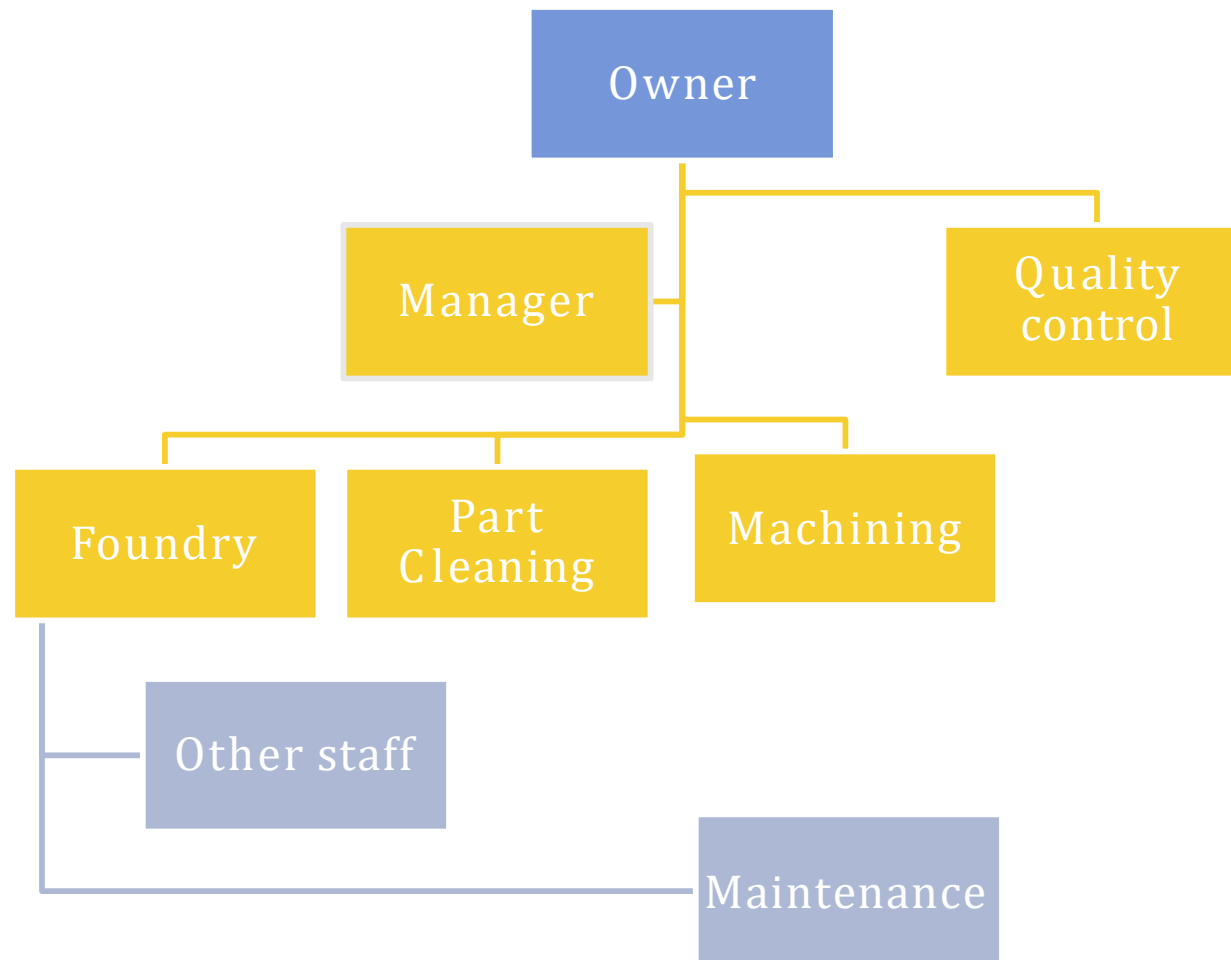 Owner
Manager
Quality
control
Foundry
Part
Cleaning
Machining
Other staff
Maintenance